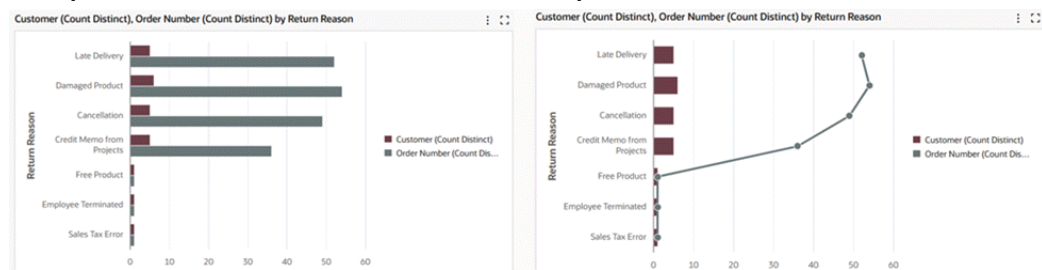 Customer (Count Distinct), Order Number (Count Distinct) by Return Reason
Return Reason
Late Delivery
Damaged Product
Cancellation
Credit Memo from
Projects
Free Product
Employee Terminated
Sales Tax Error
0 10 20 30 40 50 60
Customer (Count Distinct)
Order Number (Count Dis...
Customer (Count Distinct), Order Number (Count Distinct) by Return Reason
Return Reason
Late Delivery
Damaged Product
Cancellation
Credit Memo from
Projects
Free Product
Employee Terminated
Sales Tax Error
0 10 20 30 40 50 60
Customer (Count Distinct)
Order Number (Count Dis...